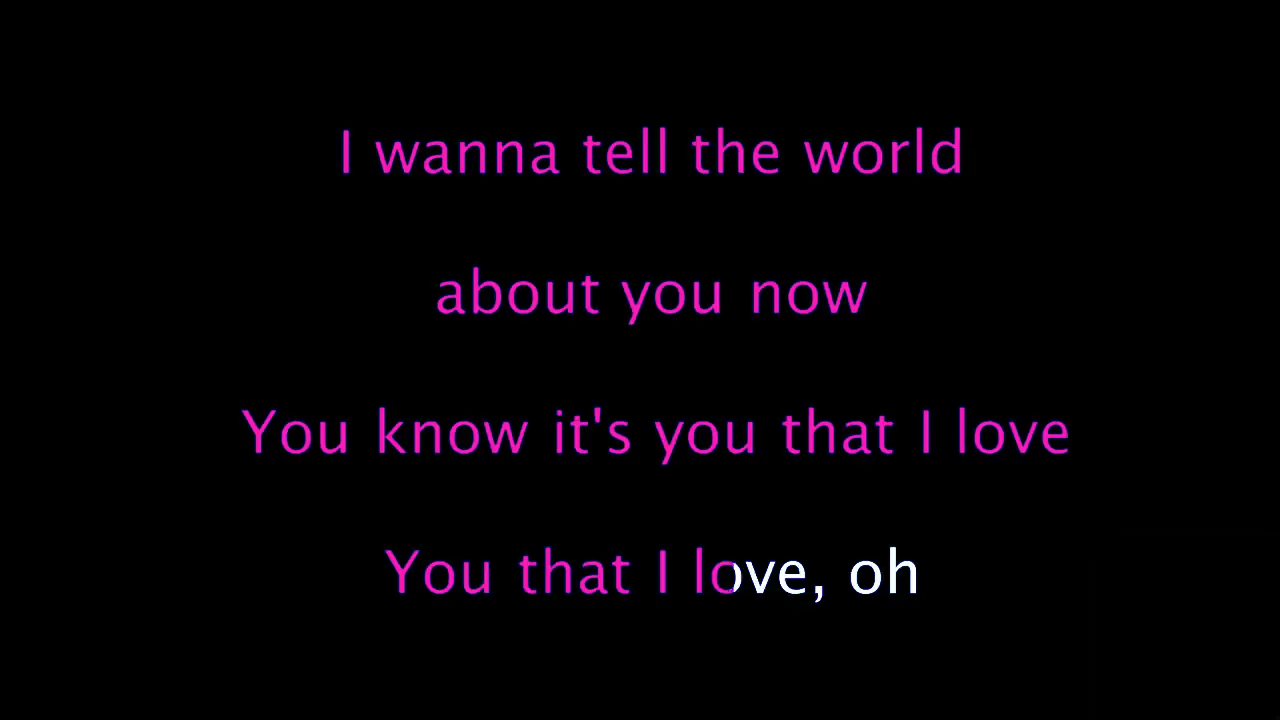 I wanna tell the world
about you now
You know it's you that I love
You that I love, oh